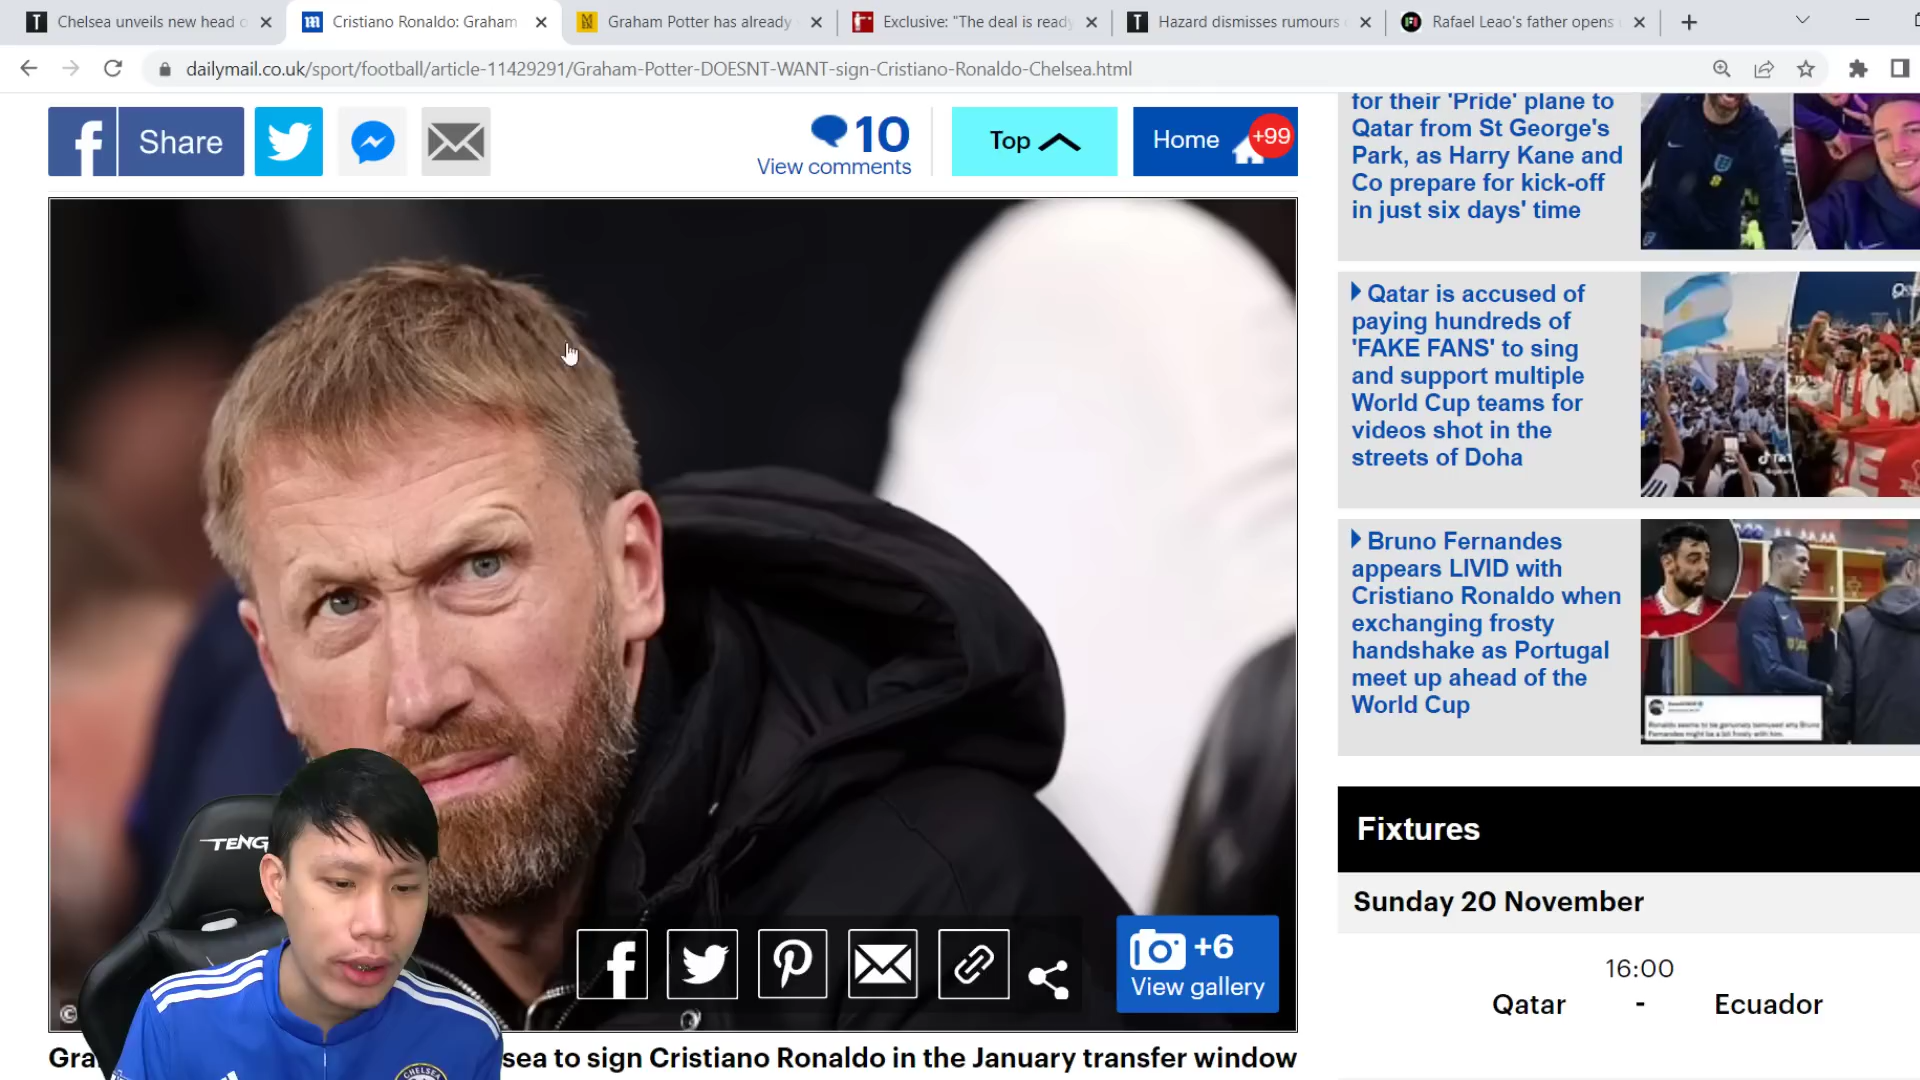 Chelsea unveils new head o
Cristiano Ronaldo: Graham
Graham Potter has already
Exclusive: "The deal is ready
Hazard dismisses rumours
Rafael Leao's father opens
dailymail.co.uk/sport/football/article-11429291/Graham-Potter-DOESNT-WANT-sign-Cristiano-Ronaldo-Chelsea.html
Share
10
View comments
Top
Home
+99
for their 'Pride' plane to
Qatar from St George's
Park, as Harry Kane and
Co prepare for kick-off
in just six days' time
Qatar is accused of
paying hundreds of
'FAKE FANS' to sing
and support multiple
World Cup teams for
videos shot in the
streets of Doha
Bruno Fernandes
appears LIVID with
Cristiano Ronaldo when
exchanging frosty
handshake as Portugal
meet up ahead of the
World Cup
Fixtures
Sunday 20 November
16:00
Qatar - Ecuador
+6
View gallery
©
TENG
CHELSEA
Gra
sea to sign Cristiano Ronaldo in the January transfer window